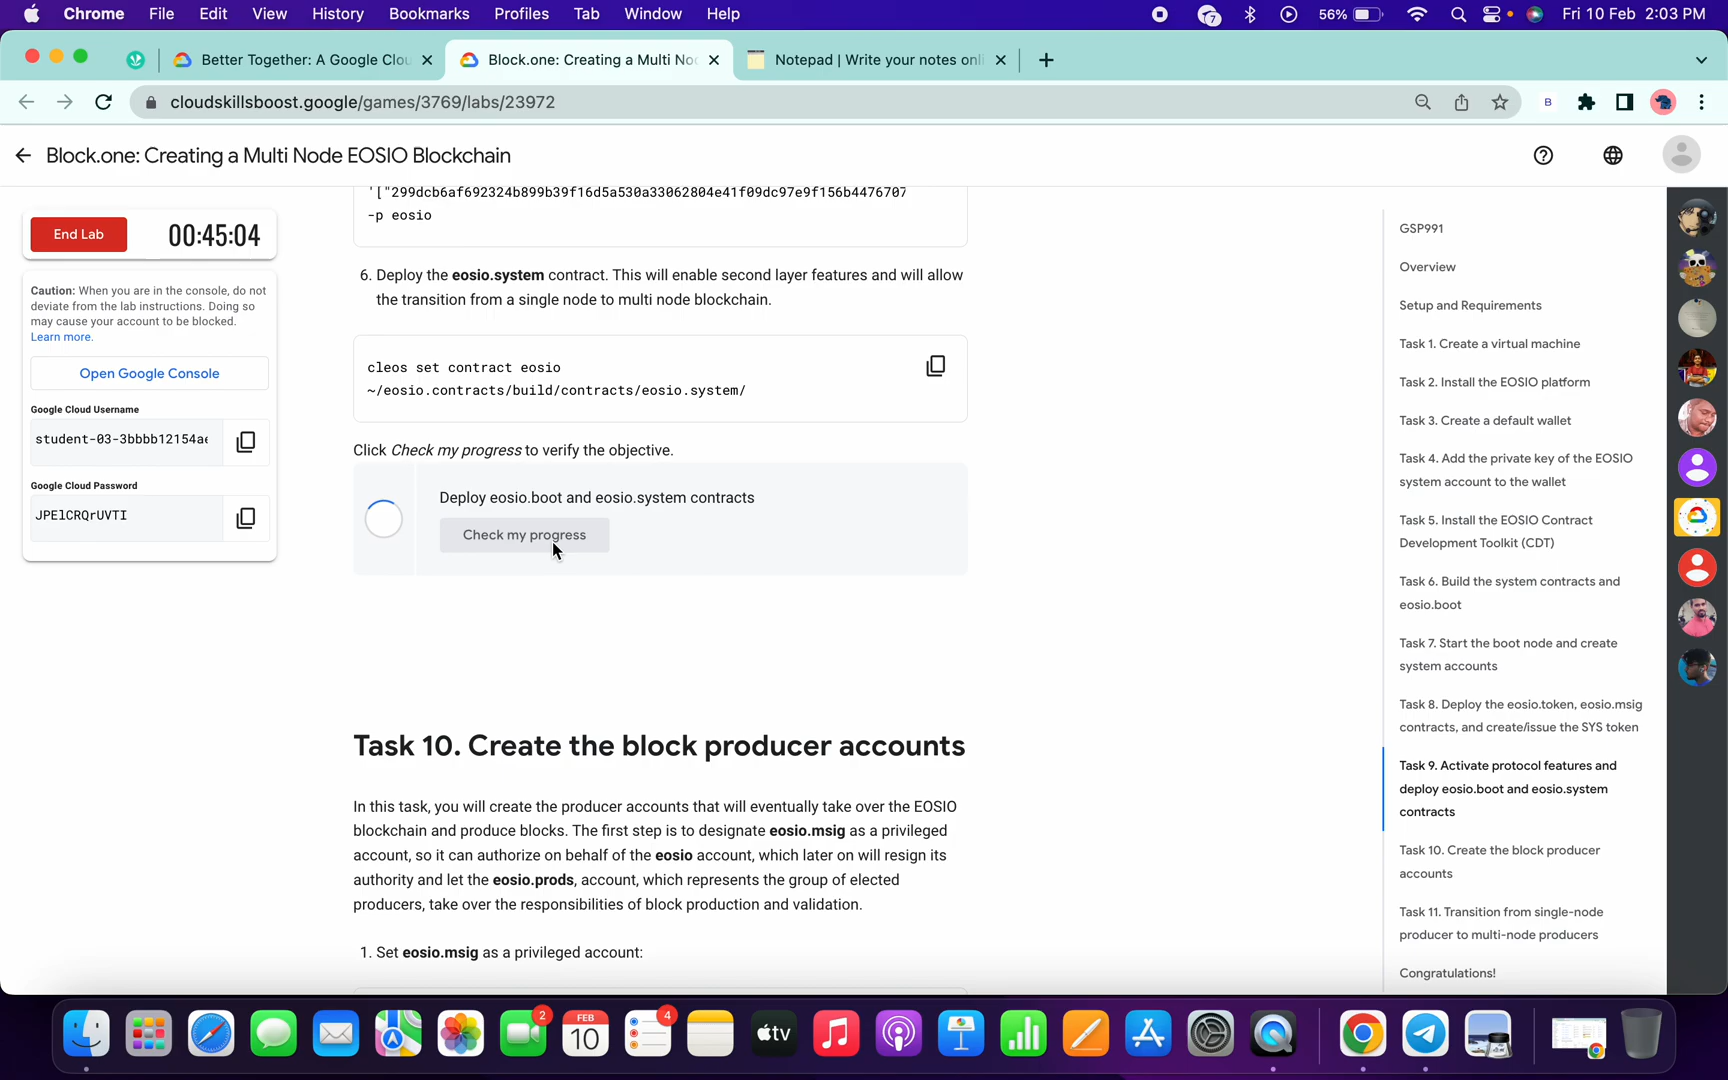 Chrome File Edit View History Bookmarks Profiles Tab Window Help 7 56% Fri 10 Feb 2:03 PM
Better Together: A Google Clou
Block.one: Creating a Multi No
Notepad | Write your notes onli
cloudskillsboost.google/games/3769/labs/23972
B
Block.one: Creating a Multi Node EOSIO Blockchain
End Lab
00:45:04
Caution: When you are in the console, do not
deviate from the lab instructions. Doing so
may cause your account to be blocked.
Learn more.
Open Google Console
Google Cloud Username
student-03-3bbbb12154ae
Google Cloud Password
JPElCRQrUVTI
'["299dcb6af692324b899b39f16d5a530a33062804e41f09dc97e9f156b4476707
-p eosio
6. Deploy the eosio.system contract. This will enable second layer features and will allow
the transition from a single node to multi node blockchain.
cleos set contract eosio
~/eosio.contracts/build/contracts/eosio.system/
Click Check my progress to verify the objective.
Deploy eosio.boot and eosio.system contracts
Check my progress
Task 10. Create the block producer accounts
In this task, you will create the producer accounts that will eventually take over the EOSIO
blockchain and produce blocks. The first step is to designate eosio.msig as a privileged
account, so it can authorize on behalf of the eosio account, which later on will resign its
authority and let the eosio.prods, account, which represents the group of elected
producers, take over the responsibilities of block production and validation.
1. Set eosio.msig as a privileged account:
GSP991
Overview
Setup and Requirements
Task 1. Create a virtual machine
Task 2. Install the EOSIO platform
Task 3. Create a default wallet
Task 4. Add the private key of the EOSIO
system account to the wallet
Task 5. Install the EOSIO Contract
Development Toolkit (CDT)
Task 6. Build the system contracts and
eosio.boot
Task 7. Start the boot node and create
system accounts
Task 8. Deploy the eosio.token, eosio.msig
contracts, and create/issue the SYS token
Task 9. Activate protocol features and
deploy eosio.boot and eosio.system
contracts
Task 10. Create the block producer
accounts
Task 11. Transition from single-node
producer to multi-node producers
Congratulations!
2
FEB
10
4
tv